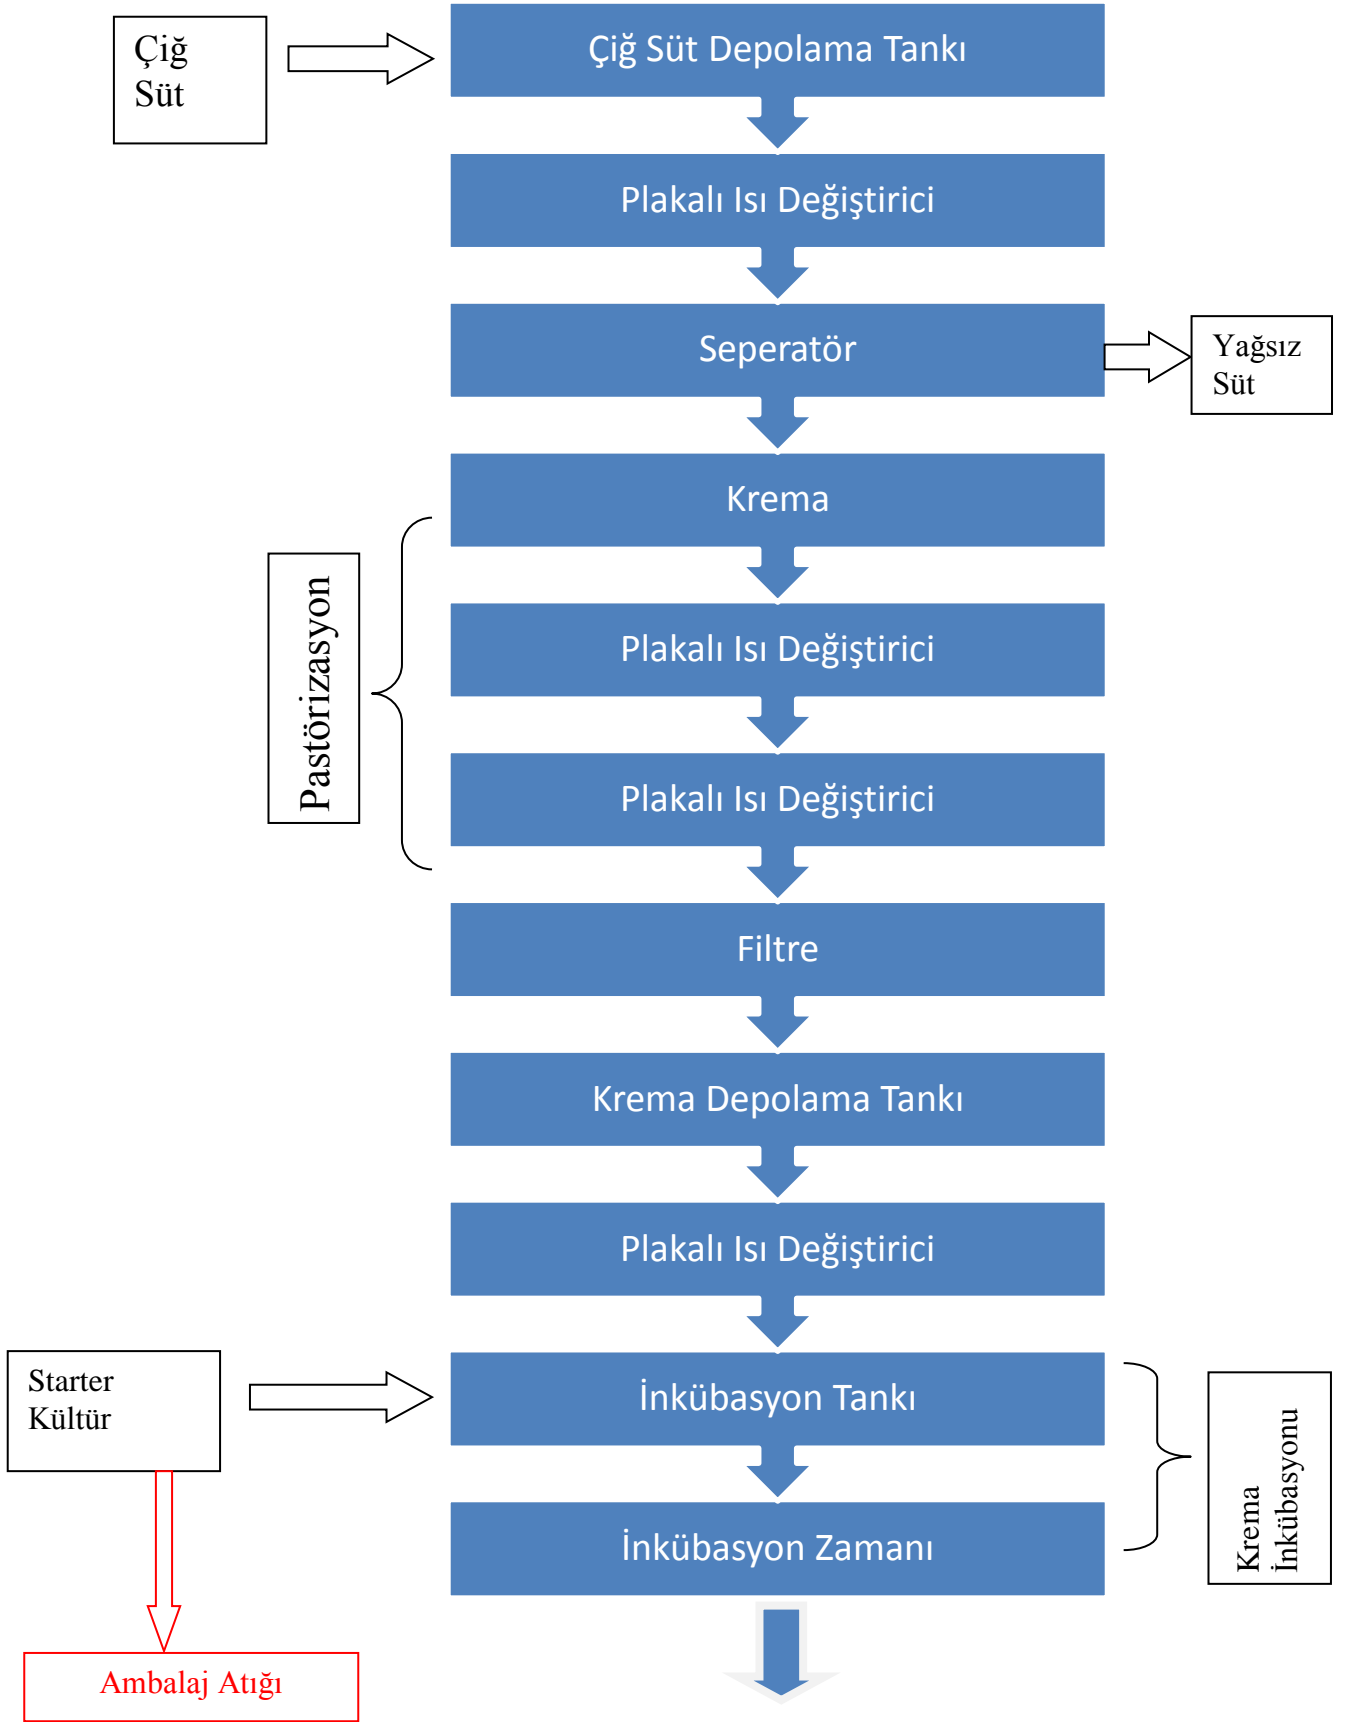 Çiğ
Süt
Çiğ Süt Depolama Tankı
Plakalı Isı Değiştirici
Seperatör
Yağsız
Süt
Krema
Pastörizasyon
Plakalı Isı Değiştirici
Plakalı Isı Değiştirici
Filtre
Krema Depolama Tankı
Plakalı Isı Değiştirici
Starter
Kültür
İnkübasyon Tankı
Krema
İnkübasyonu
İnkübasyon Zamanı
Ambalaj Atığı